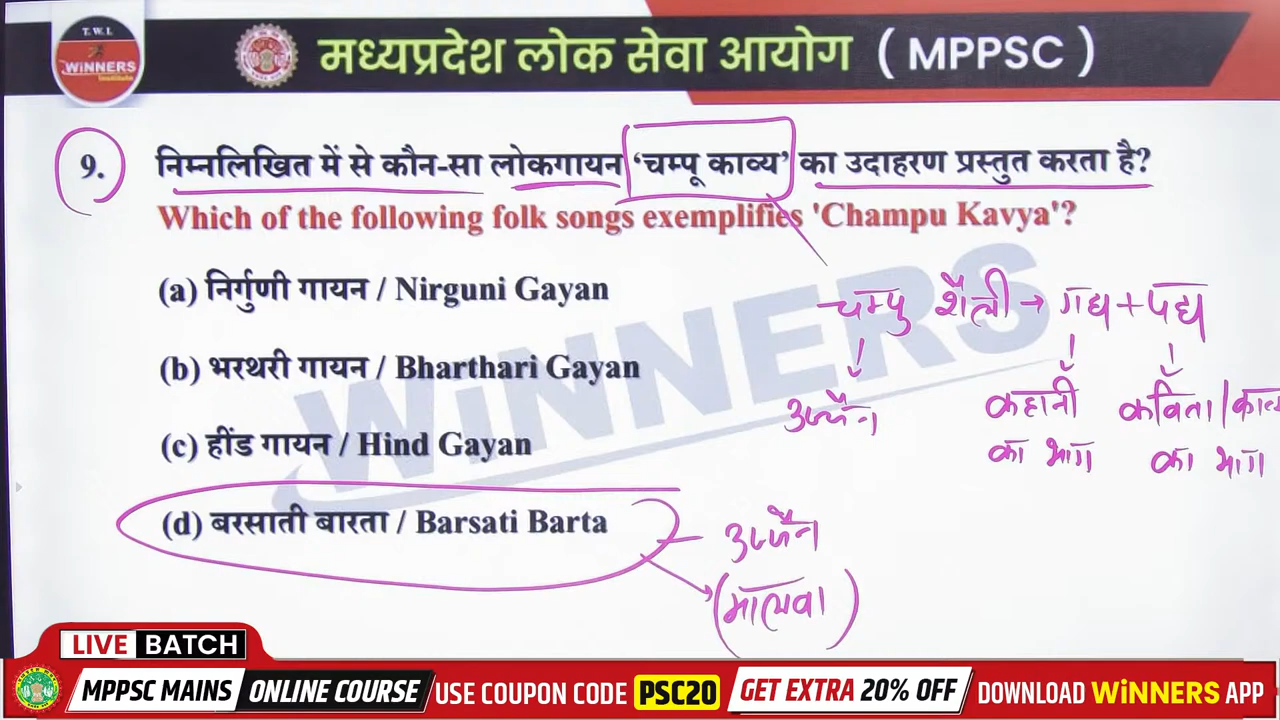 T. W. I.
WiNNERS
institute
मध्यप्रदेश लोक सेवा आयोग ( MPPSC )
9. निम्नलिखित में से कौन-सा लोकगायन ‘चम्पू काव्य’ का उदाहरण प्रस्तुत करता है?
Which of the following folk songs exemplifies 'Champu Kavya'?
(a) निर्गुणी गायन / Nirguni Gayan
(b) भरथरी गायन / Bharthari Gayan
(c) हींड गायन / Hind Gayan
(d) बरसाती बारता / Barsati Barta
चम्पु शैली → गद्य + पद्य
उज्जैन
कहानी
का भाग
कविता/काव्य
का भाग
उज्जैन
(मालवा)
WiNNERS
LIVE BATCH
MPPSC MAINS ONLINE COURSE USE COUPON CODE PSC20 GET EXTRA 20% OFF DOWNLOAD WiNNERS APP